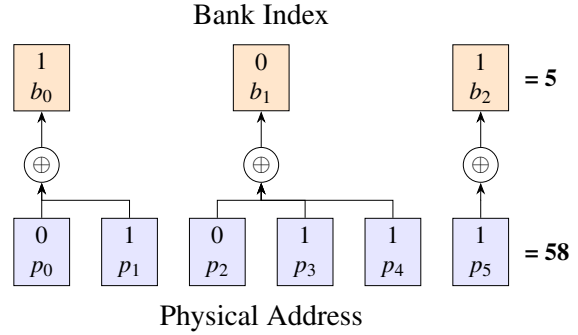 Bank Index
1 0 1
b₀ b₁ b₂ = 5
⊕ ⊕ ⊕
0 1 0 1 1 1
p₀ p₁ p₂ p₃ p₄ p₅ = 58
Physical Address